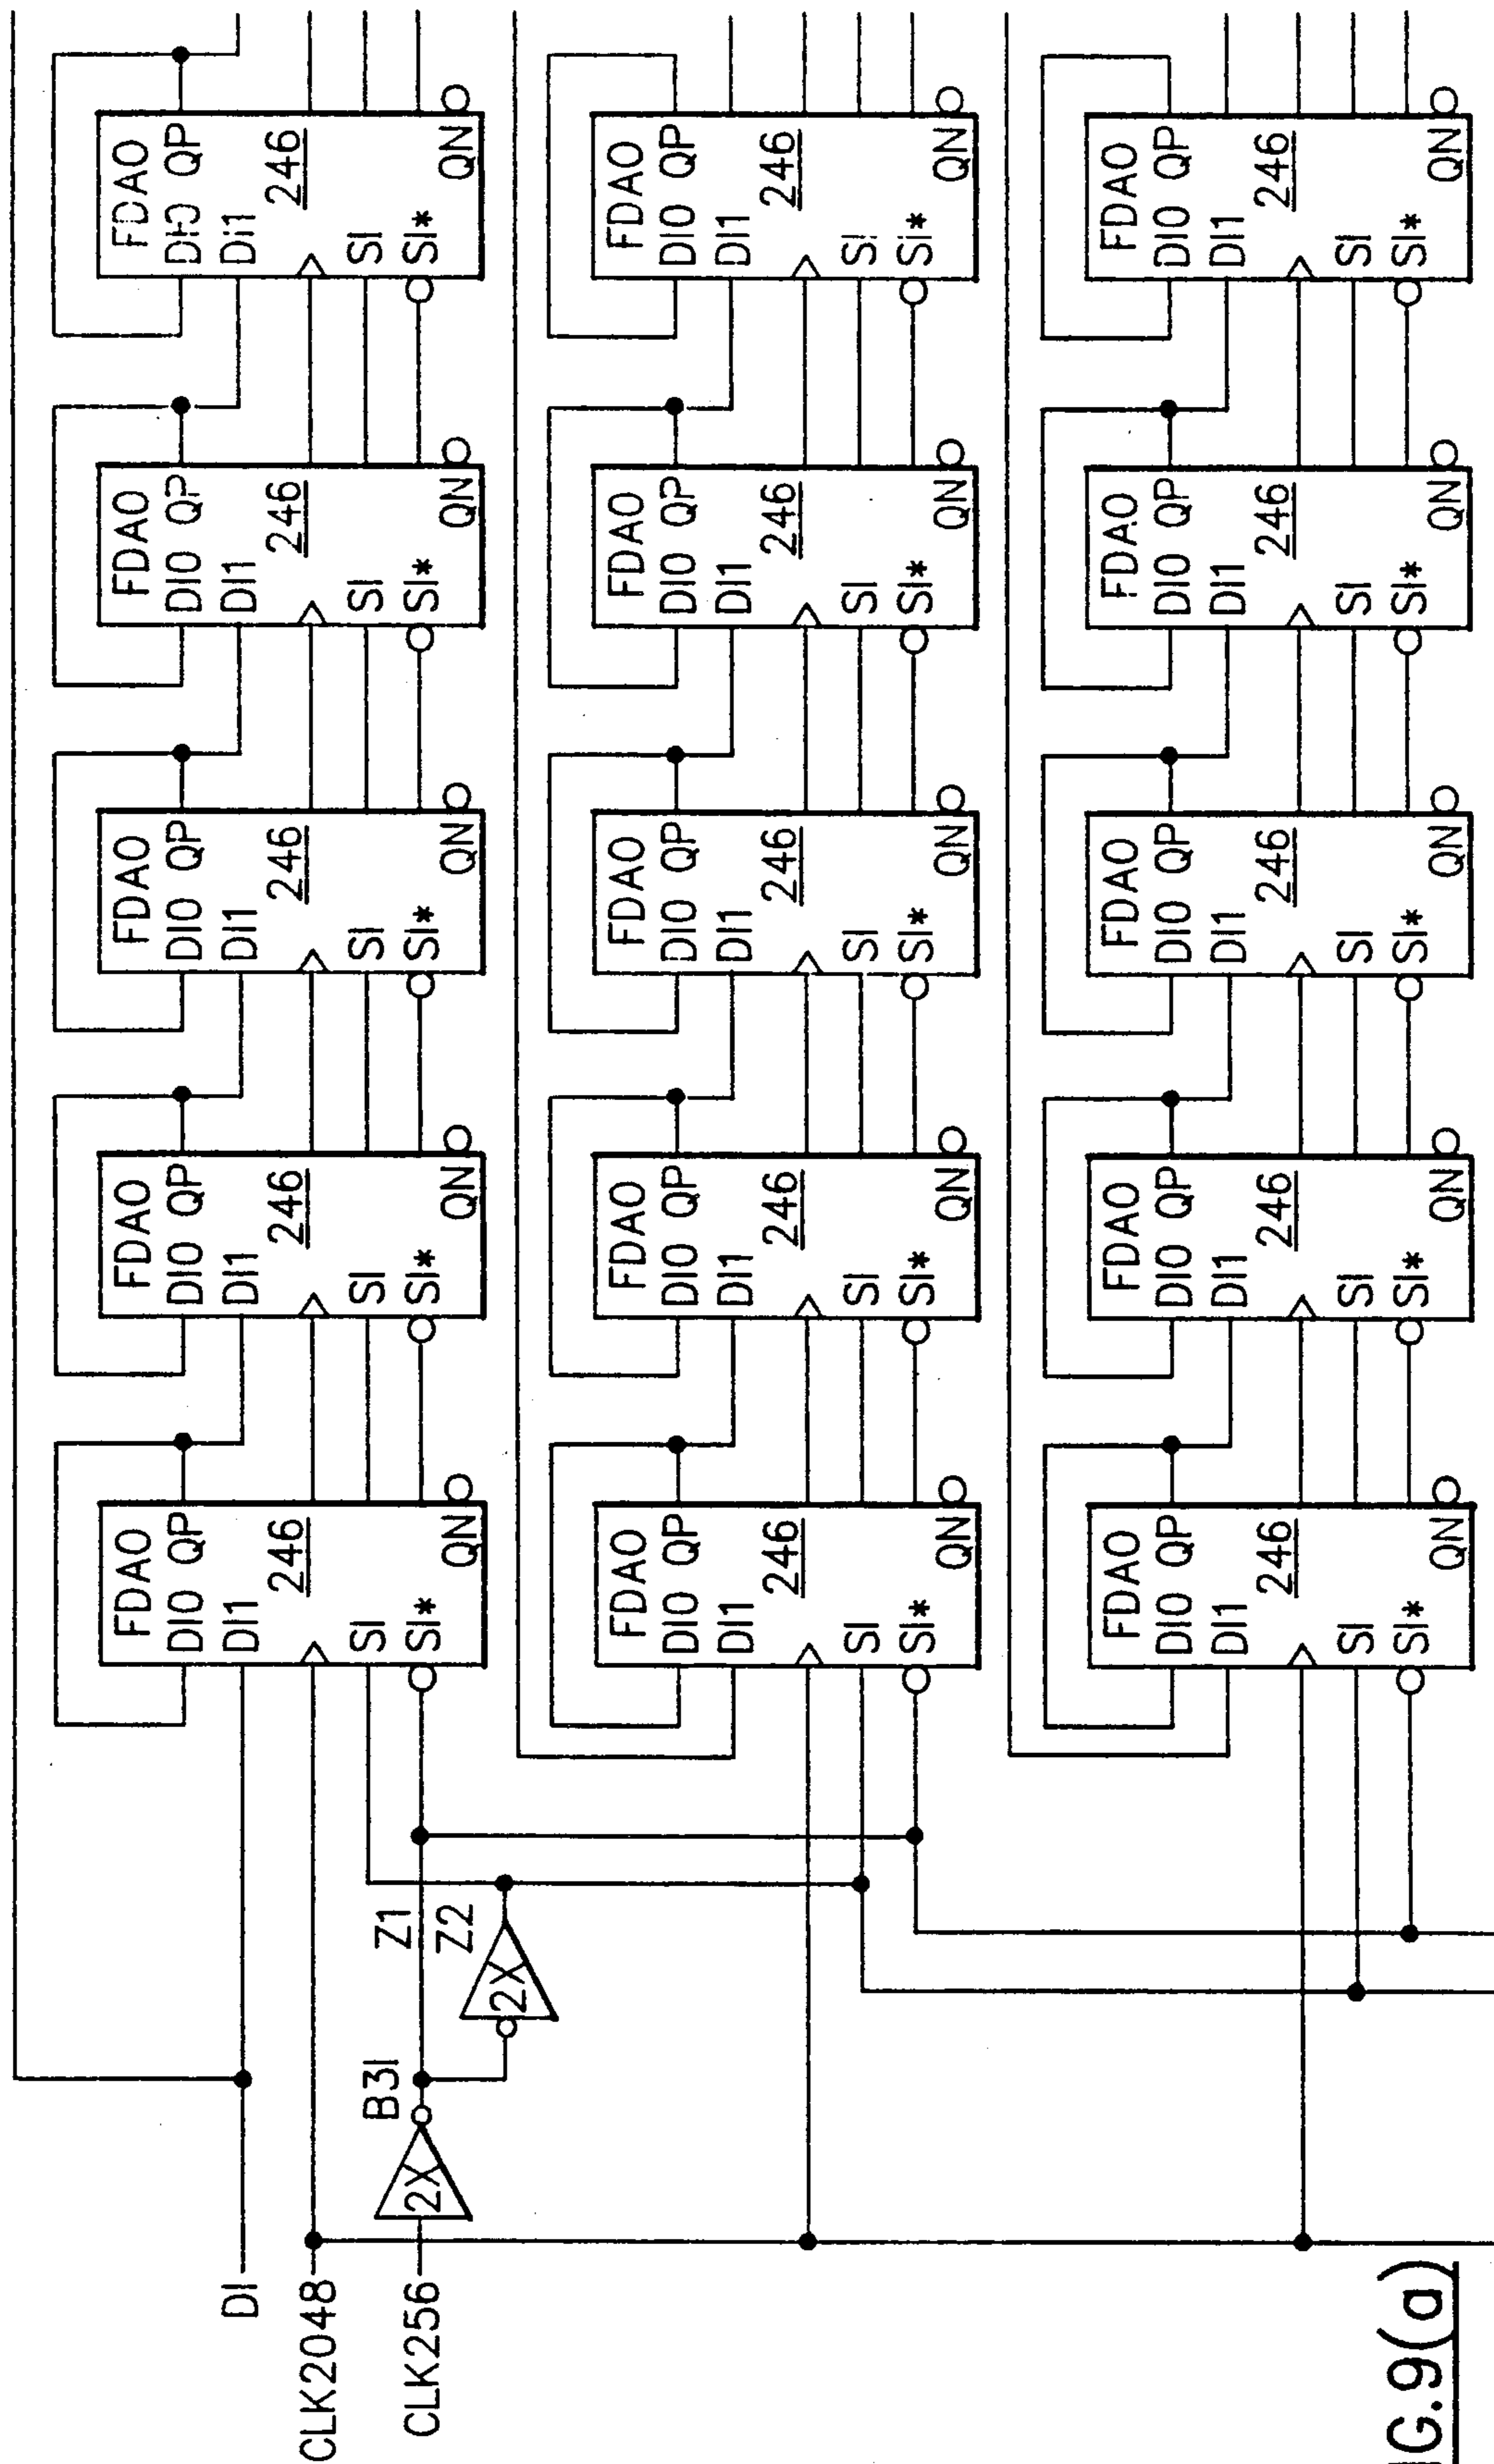 FDAO
DI0 QP
DI1
246
SI
SI*
QN
FDAO
DI0 QP
DI1
246
SI
SI*
QN
FDAO
DI0 QP
DI1
246
SI
SI*
QN
FDAO
DI0 QP
DI1
246
SI
SI*
QN
FDAO
DI0 QP
DI1
246
SI
SI*
QN
DI
CLK2048
CLK256
B3I
2X
Z1
Z2
2X
FDAO
DI0 QP
DI1
246
SI
SI*
QN
FDAO
DI0 QP
DI1
246
SI
SI*
QN
FDAO
DI0 QP
DI1
246
SI
SI*
QN
FDAO
DI0 QP
DI1
246
SI
SI*
QN
FDAO
DI0 QP
DI1
246
SI
SI*
QN
FDAO
DI0 QP
DI1
246
SI
SI*
QN
FDAO
DI0 QP
DI1
246
SI
SI*
QN
FDAO
DI0 QP
DI1
246
SI
SI*
QN
FDAO
DI0 QP
DI1
246
SI
SI*
QN
FDAO
DI0 QP
DI1
246
SI
SI*
QN
G.9(a)